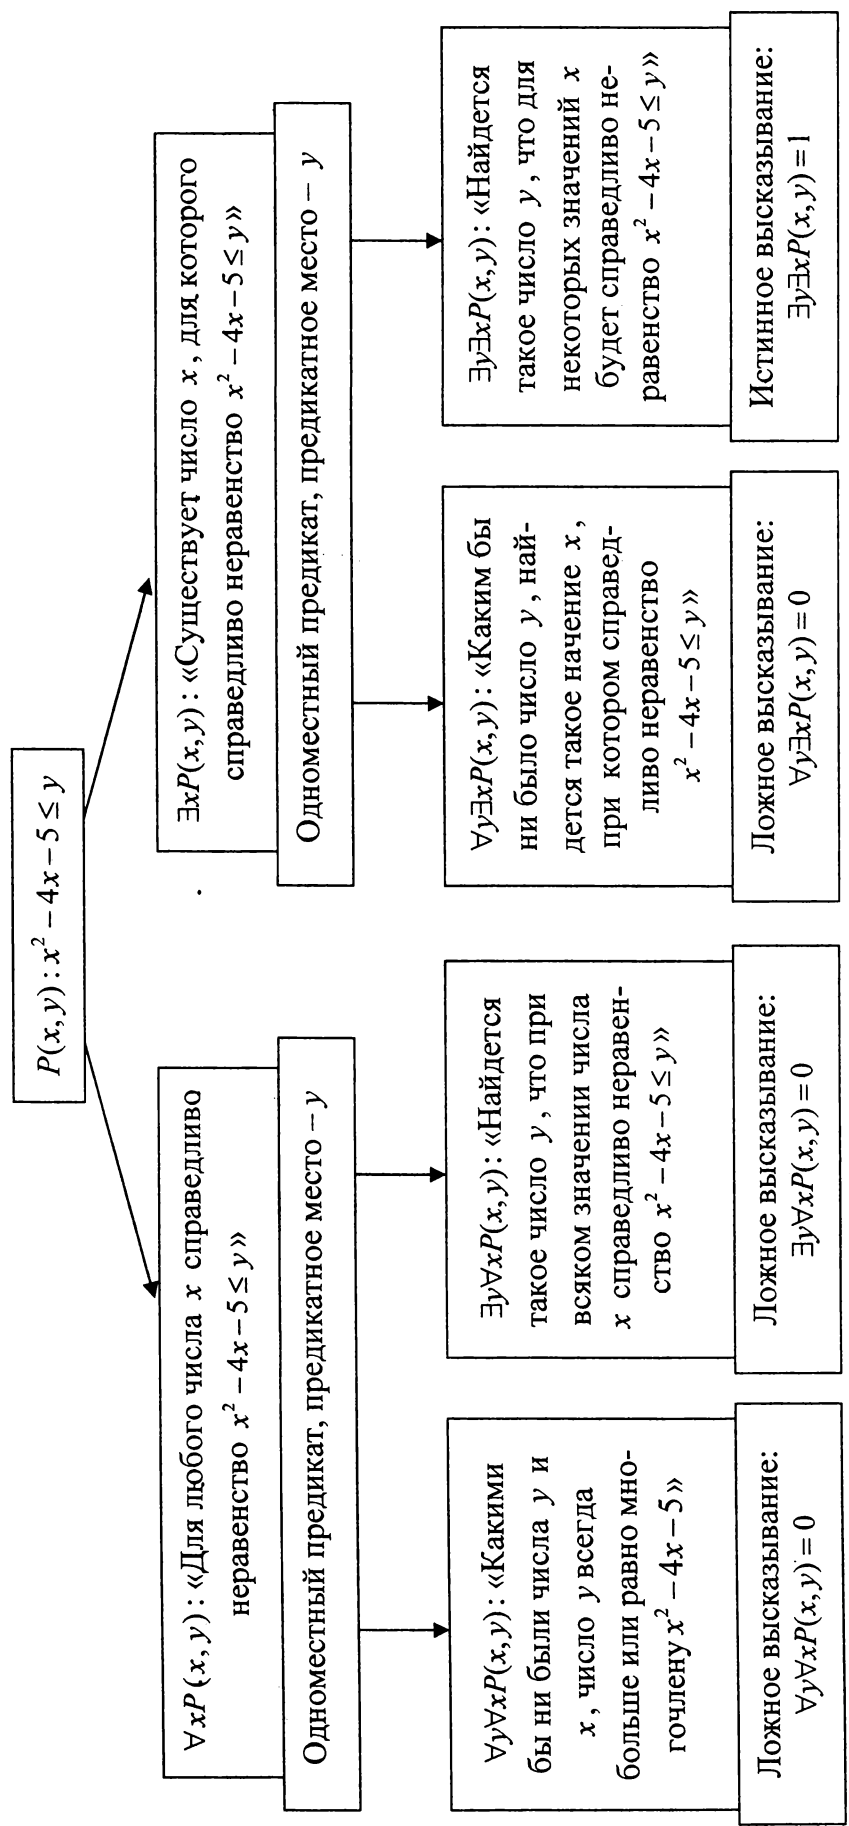 P(x, y) : x² − 4x − 5 ≤ y
∀xP(x, y) : «Для любого числа x справедливо
неравенство x² − 4x − 5 ≤ y»
Одноместный предикат, предикатное место − y
∃xP(x, y) : «Существует число x, для которого
справедливо неравенство x² − 4x − 5 ≤ y»
Одноместный предикат, предикатное место − y
∀y∀xP(x, y) : «Какими
бы ни были числа y и
x, число y всегда
больше или равно мно-
гочлену x² − 4x − 5»
Ложное высказывание:
∀y∀xP(x, y) = 0
∃y∀xP(x, y) : «Найдется
такое число y, что при
всяком значении числа
x справедливо неравен-
ство x² − 4x − 5 ≤ y»
Ложное высказывание:
∃y∀xP(x, y) = 0
∀y∃xP(x, y) : «Каким бы
ни было число y, най-
дется такое значение x,
при котором справед-
ливо неравенство
x² − 4x − 5 ≤ y»
Ложное высказывание:
∀y∃xP(x, y) = 0
∃y∃xP(x, y) : «Найдется
такое число y, что для
некоторых значений x
будет справедливо не-
равенство x² − 4x − 5 ≤ y»
Истинное высказывание:
∃y∃xP(x, y) = 1